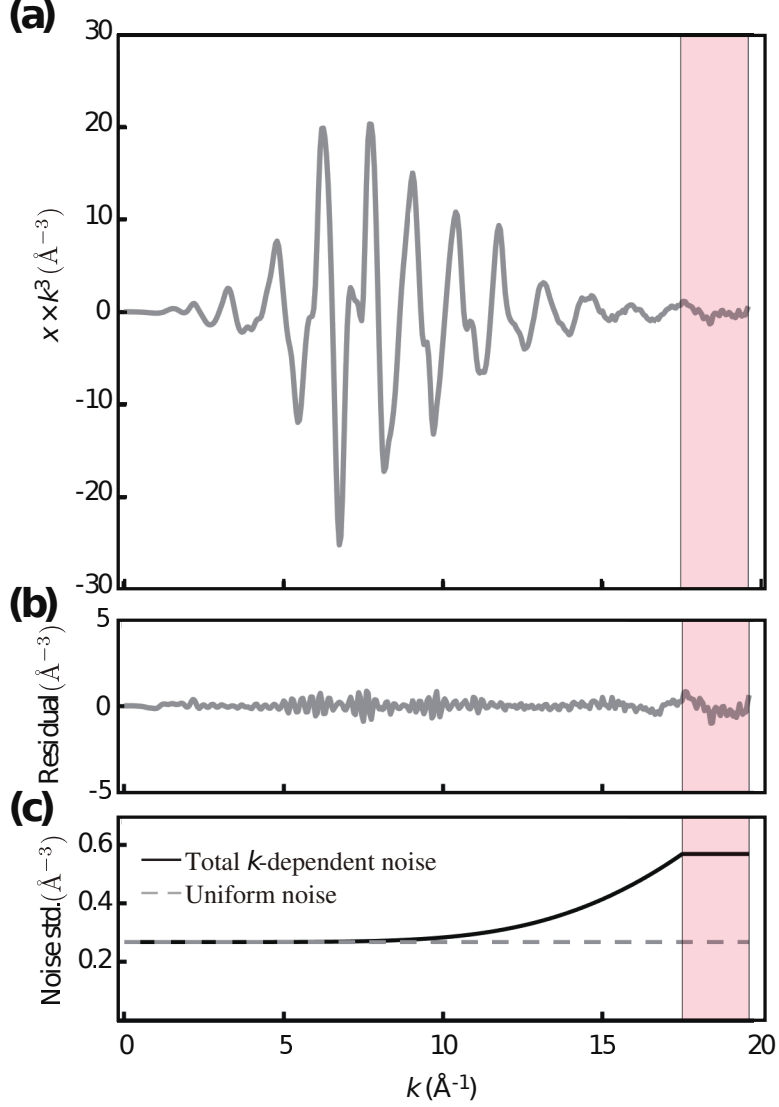 (a)
30
20
10
0
-10
-20
-30
x × k³ (Å⁻³)
(b)
5
0
-5
Residual (Å⁻³)
(c)
0.6
0.4
0.2
Noise std. (Å⁻³)
Total k-dependent noise
Uniform noise
0 5 10 15 20
k (Å⁻¹)